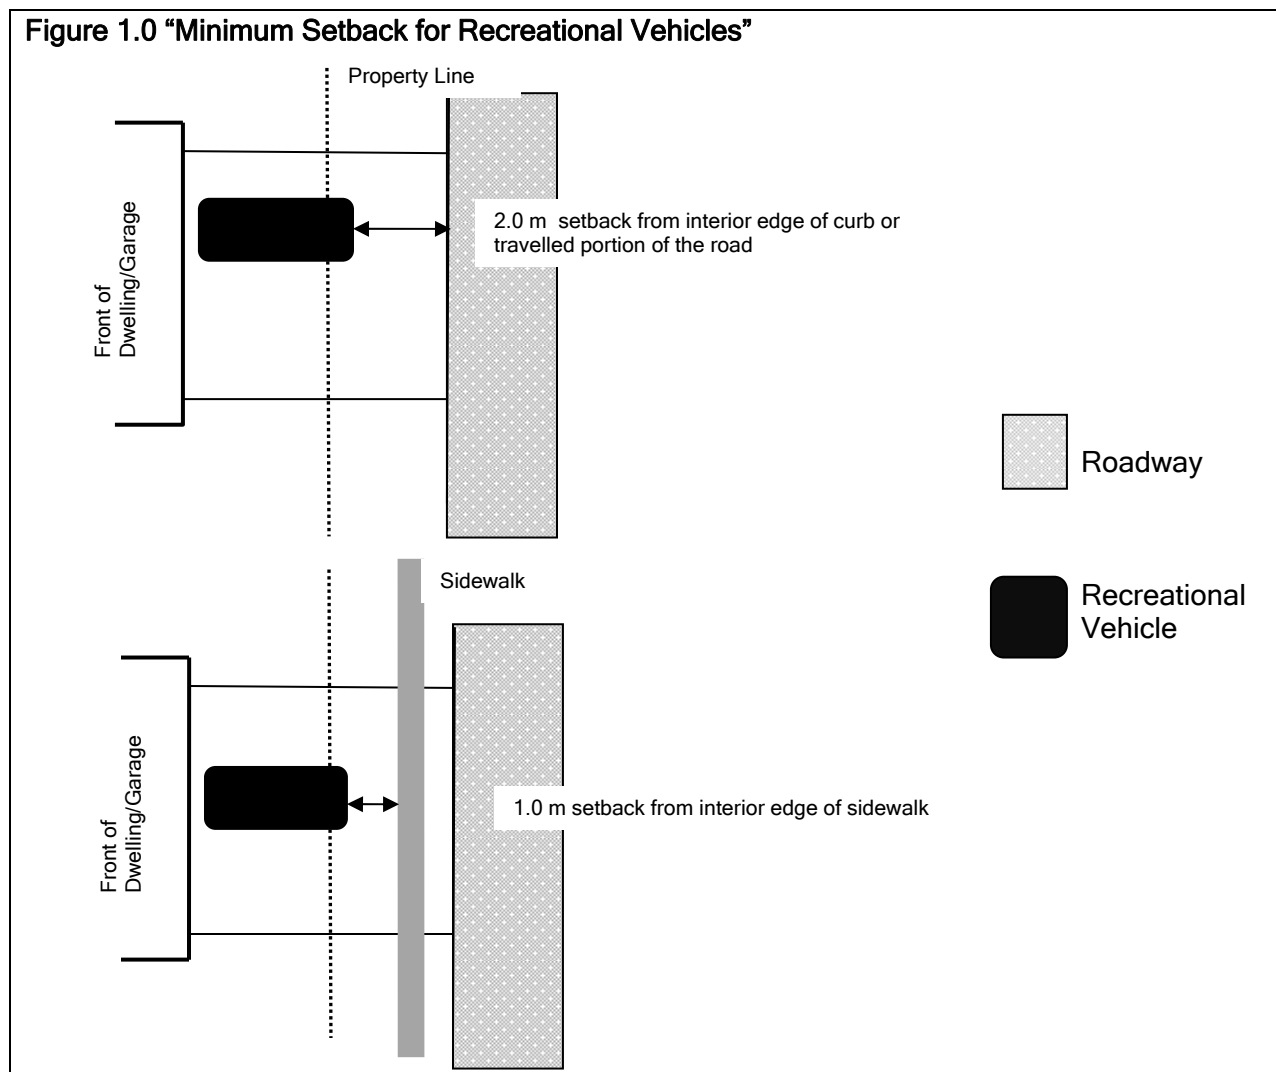 Figure 1.0 “Minimum Setback for Recreational Vehicles”
Property Line
Front of
Dwelling/Garage
2.0 m  setback from interior edge of curb or
travelled portion of the road
Roadway
Sidewalk
Recreational
Vehicle
Front of
Dwelling/Garage
1.0 m setback from interior edge of sidewalk